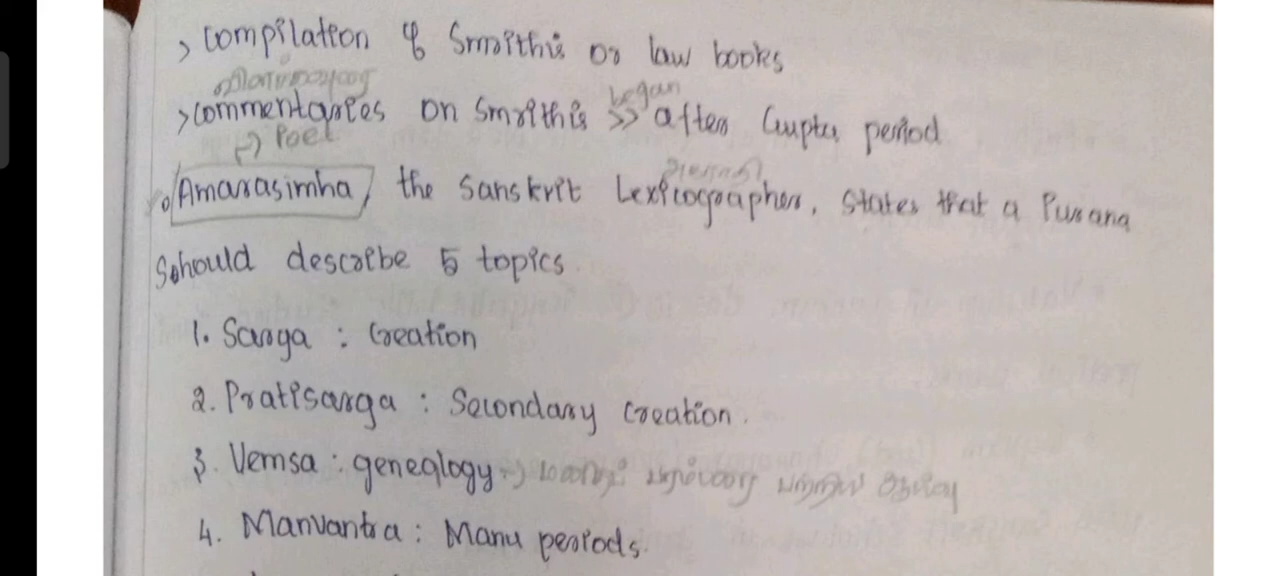 > Compilation of Smrithis or law books
> commentaries on Smrithis >> began after Gupta period
→ Poet
Amarasimha, the Sanskrit Lexicographer, states that a Purana
Should describe 5 topics.
1. Sarga : Creation
2. Pratisarga : Secondary Creation.
3. Vemsa : genealogy →
4. Manvantra : Manu periods.